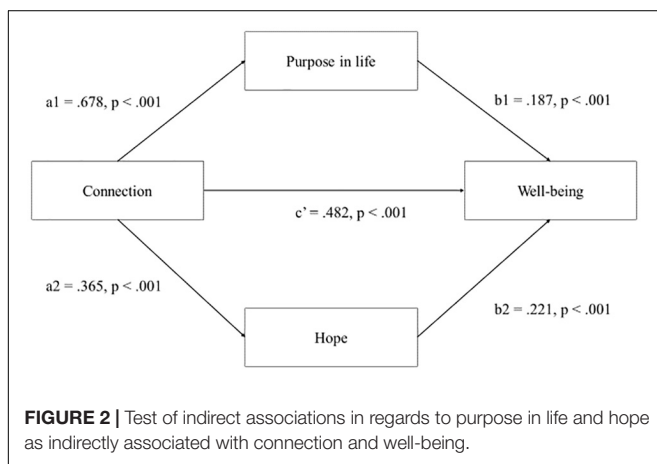 Purpose in life
a1 = .678, p < .001
b1 = .187, p < .001
Connection
Well-being
c’ = .482, p < .001
a2 = .365, p < .001
b2 = .221, p < .001
Hope
FIGURE 2 | Test of indirect associations in regards to purpose in life and hope
as indirectly associated with connection and well-being.